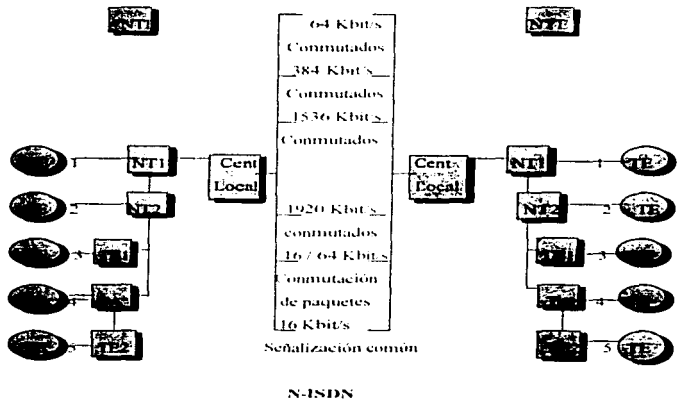 64 Kbit/s
Conmutados
384 Kbit/s
Conmutados
1536 Kbit/s
Conmutados
1 NT1 Cent Local
Cent. Local NT1 1 TE
2 NT2
NT2 2 TE
1920 Kbit/s
conmutados
3
3
16 / 64 Kbit/s
Conmutación
de paquetes
4
4
16 Kbit/s
5 TE2
5 TE
Señalización común
N-ISDN